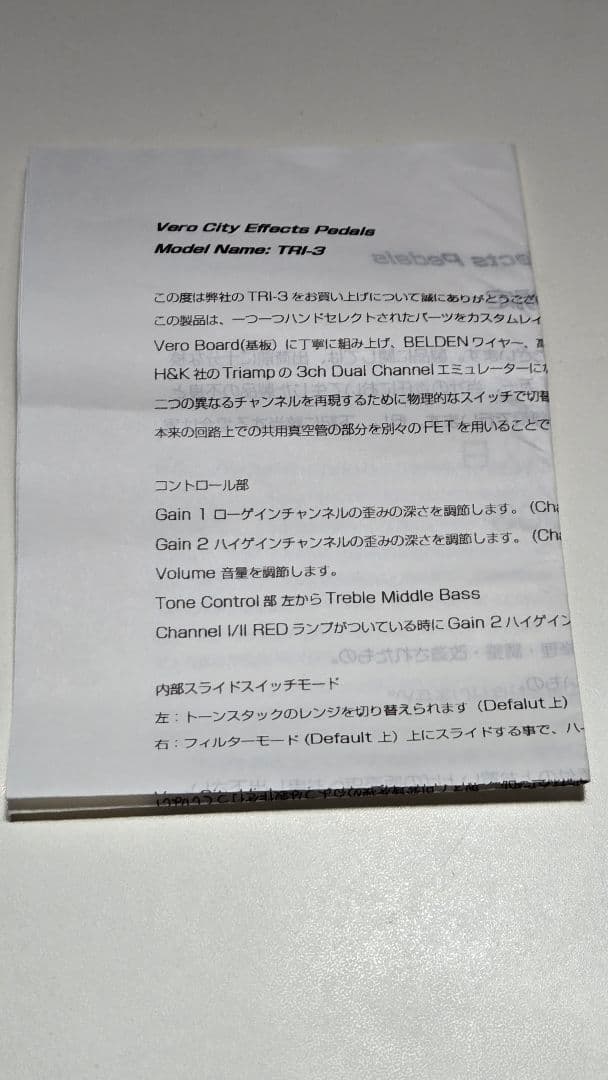 Vero City Effects Pedals
Model Name: TRI-3
この度は弊社の TRI-3 をお買い上げについて誠にありがとうござい
この製品は、一つ一つハンドセレクトされたパーツをカスタムレイ
Vero Board(基板) に丁寧に組み上げ、BELDEN ワイヤー、
H&K 社の Triamp の 3ch Dual Channel エミュレーターに
二つの異なるチャンネルを再現するために物理的なスイッチで切替
本来の回路上での共用真空管の部分を別々の FET を用いることで
コントロール部
Gain 1 ローゲインチャンネルの歪みの深さを調節します。 (Cha
Gain 2 ハイゲインチャンネルの歪みの深さを調節します。 (Cha
Volume 音量を調節します。
Tone Control 部 左から Treble Middle Bass
Channel I/II RED ランプがついている時に Gain 2 ハイゲイン
内部スライドスイッチモード
左：トーンスタックのレンジを切り替えられます（Defalut 上）
右：フィルターモード (Default 上）上にスライドする事で、ハー